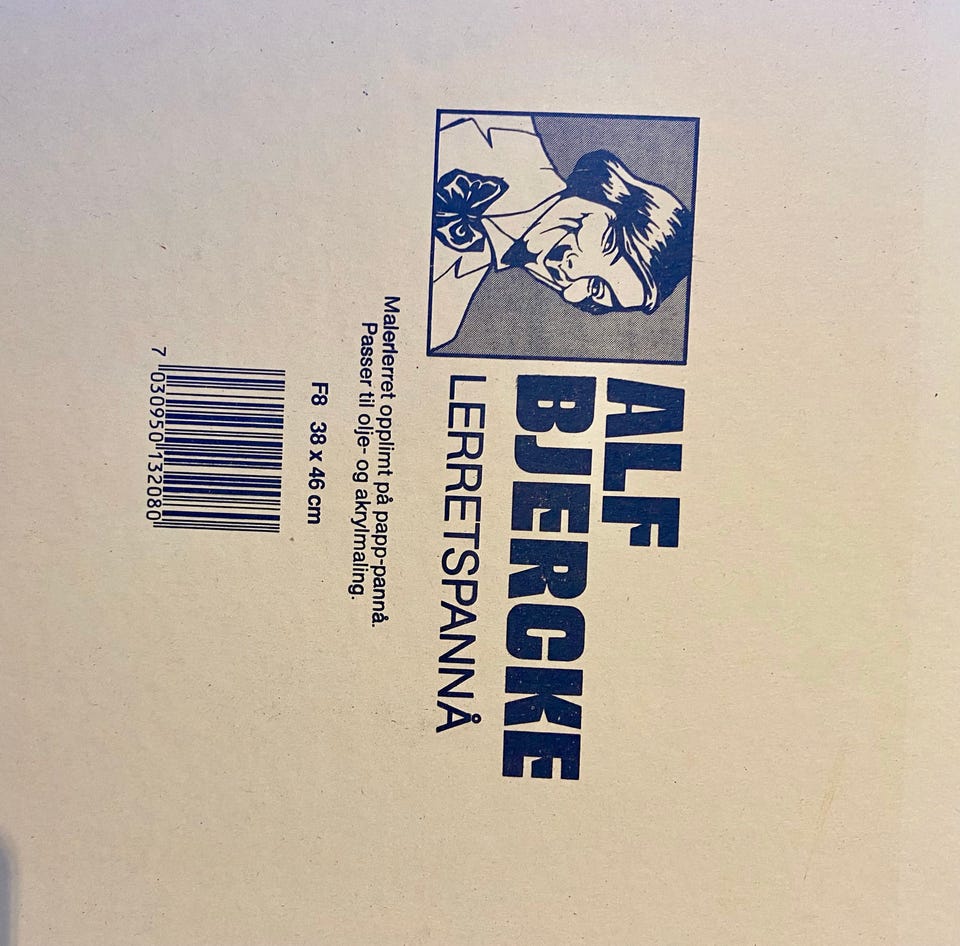 ALF
BJERCKE
LERRETSPANNÅ
Malerlerret opplimt på papp-pannå.
Passer til olje- og akrylmaling.
F8 38 x 46 cm
7 030950 132080